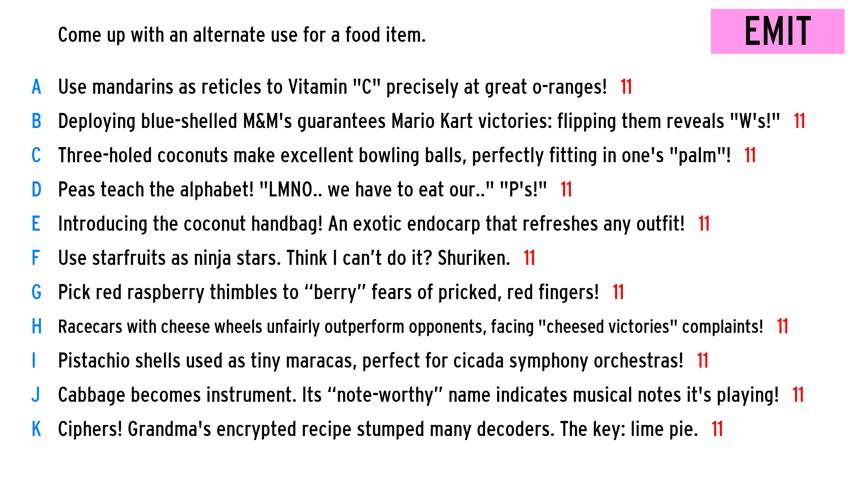 Come up with an alternate use for a food item.
EMIT
A Use mandarins as reticles to Vitamin "C" precisely at great o-ranges! 11
B Deploying blue-shelled M&M's guarantees Mario Kart victories: flipping them reveals "W's!" 11
C Three-holed coconuts make excellent bowling balls, perfectly fitting in one's "palm"! 11
D Peas teach the alphabet! "LMNO.. we have to eat our.." "P's!" 11
E Introducing the coconut handbag! An exotic endocarp that refreshes any outfit! 11
F Use starfruits as ninja stars. Think I can’t do it? Shuriken. 11
G Pick red raspberry thimbles to “berry” fears of pricked, red fingers! 11
H Racecars with cheese wheels unfairly outperform opponents, facing "cheesed victories" complaints! 11
I Pistachio shells used as tiny maracas, perfect for cicada symphony orchestras! 11
J Cabbage becomes instrument. Its “note-worthy” name indicates musical notes it's playing! 11
K Ciphers! Grandma's encrypted recipe stumped many decoders. The key: lime pie. 11